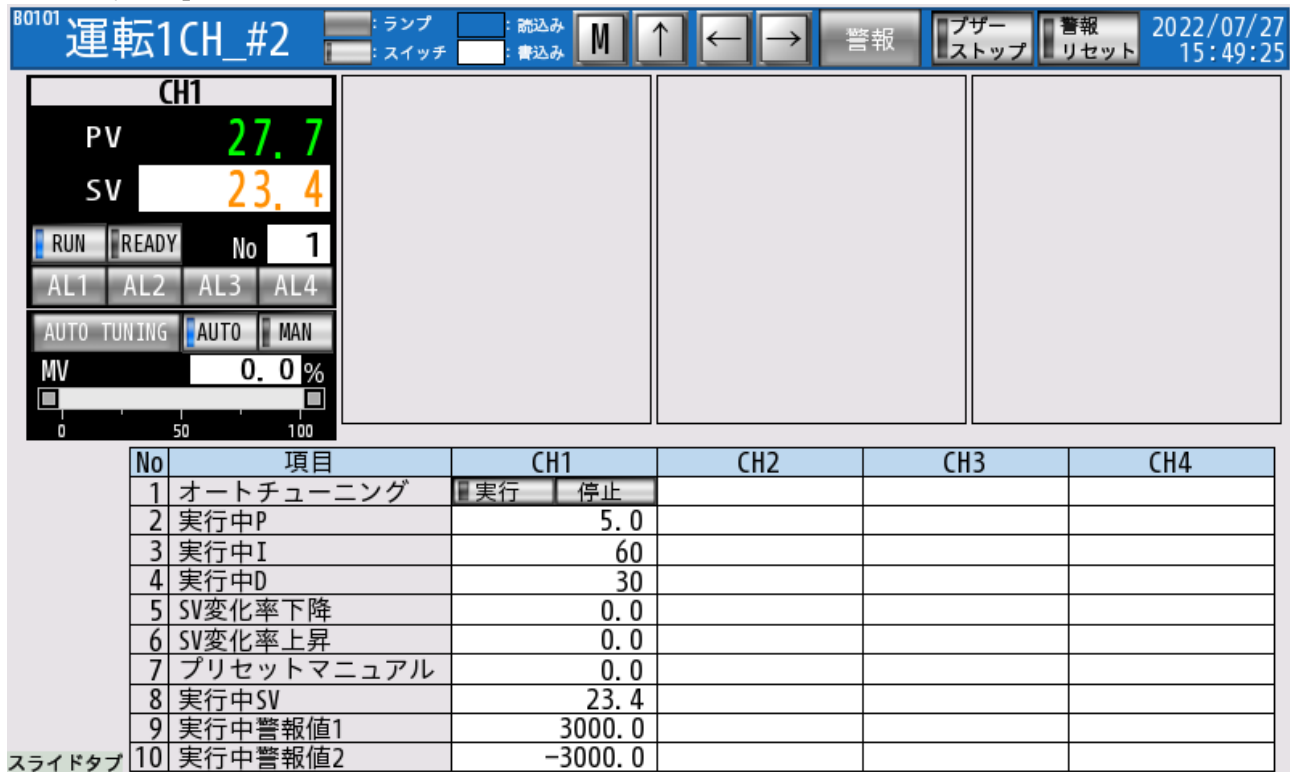 B0101 運転1CH_#2 :ランプ :読込み M ↑ ← → 警報 ブザー 警報 2022/07/27
:スイッチ :書込み ストップ リセット 15:49:25
CH1
PV 27.7
SV 23.4
RUN READY No 1
AL1 AL2 AL3 AL4
AUTO TUNING AUTO MAN
MV 0.0 %
0 50 100
No 項目 CH1 CH2 CH3 CH4
1 オートチューニング 実行 停止
2 実行中P 5.0
3 実行中I 60
4 実行中D 30
5 SV変化率下降 0.0
6 SV変化率上昇 0.0
7 プリセットマニュアル 0.0
8 実行中SV 23.4
9 実行中警報値1 3000.0
スライドタブ 10 実行中警報値2 -3000.0